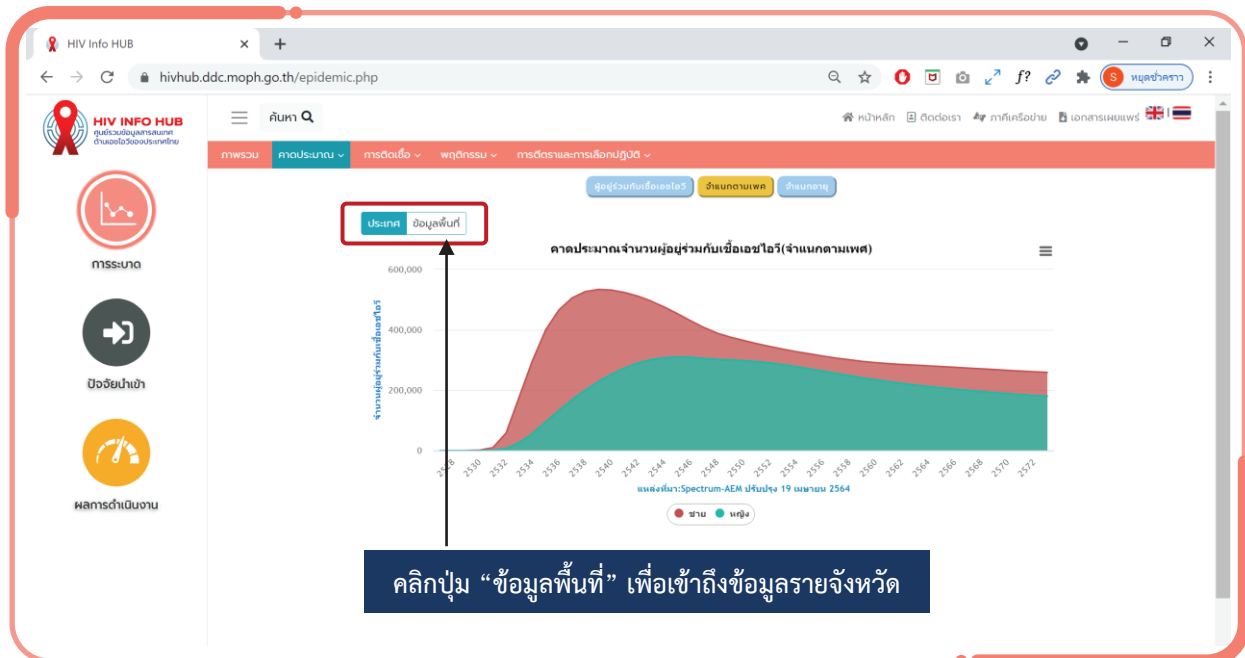 HIV Info HUB
hivhub.ddc.moph.go.th/epidemic.php
S หยุดชั่วคราว
HIV INFO HUB
ศูนย์รวมข้อมูลสารสนเทศ
ด้านเอชไอวีของประเทศไทย
ค้นหา
หน้าหลัก ติดต่อเรา ภาคีเครือข่าย เอกสารเผยแพร่
ภาพรวม คาดประมาณ การติดเชื้อ พฤติกรรม การตีตราและการเลือกปฏิบัติ
ผู้อยู่ร่วมกับเชื้อเอชไอวี จำแนกตามเพศ จำแนกอายุ
ประเทศ ข้อมูลพื้นที่
การระบาด
ปัจจัยนำเข้า
ผลการดำเนินงาน
คาดประมาณจำนวนผู้อยู่ร่วมกับเชื้อเอชไอวี(จำแนกตามเพศ)
จำนวนผู้อยู่ร่วมกับเชื้อเอชไอวี
600,000
400,000
200,000
0
2528 2530 2532 2534 2536 2538 2540 2542 2544 2546 2548 2550 2552 2554 2556 2558 2560 2562 2564 2566 2568 2570 2572
แหล่งที่มา:Spectrum-AEM ปรับปรุง 19 เมษายน 2564
ชาย หญิง
คลิกปุ่ม “ข้อมูลพื้นที่” เพื่อเข้าถึงข้อมูลรายจังหวัด